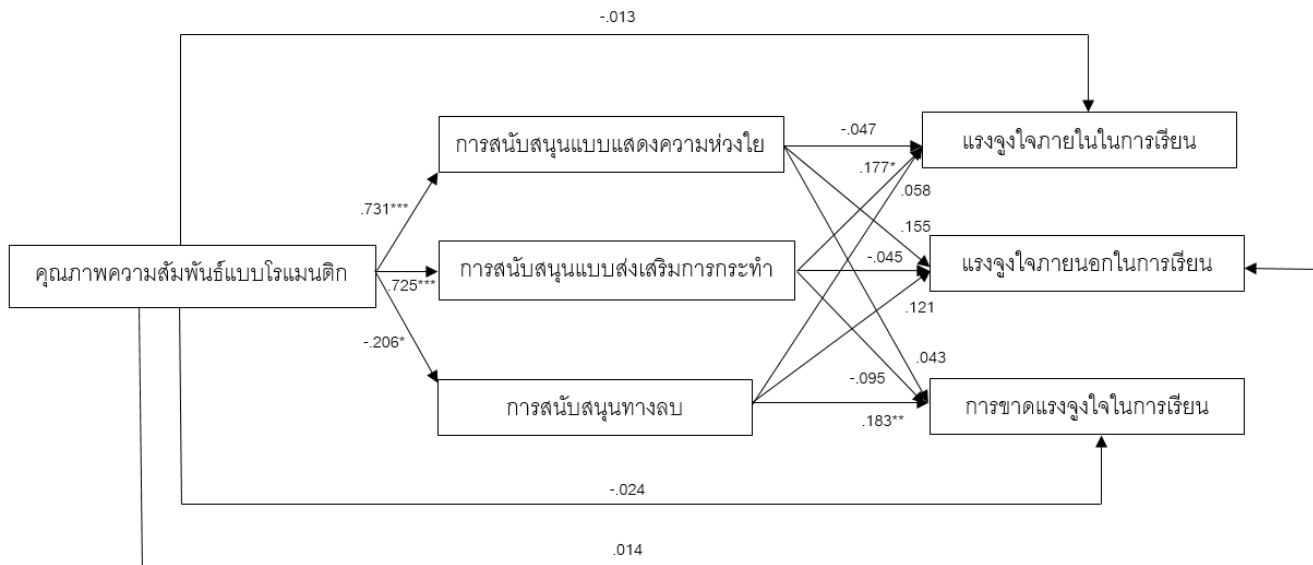 -.013
การสนับสนุนแบบแสดงความห่วงใย
-.047
แรงจูงใจภายในในการเรียน
.177*
.058
.731***
.155
คุณภาพความสัมพันธ์แบบโรแมนติก
การสนับสนุนแบบส่งเสริมการกระทำ
-.045
แรงจูงใจภายนอกในการเรียน
.725***
.121
-.206*
.043
-.095
การสนับสนุนทางลบ
.183**
การขาดแรงจูงใจในการเรียน
-.024
.014